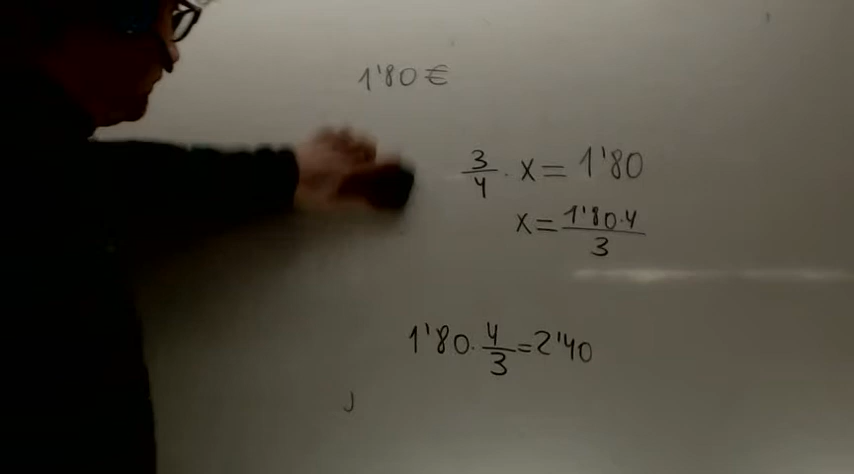 1'80 €
3/4 · x = 1'80
x = 1'80·4/3
1'80 · 4/3 = 2'40